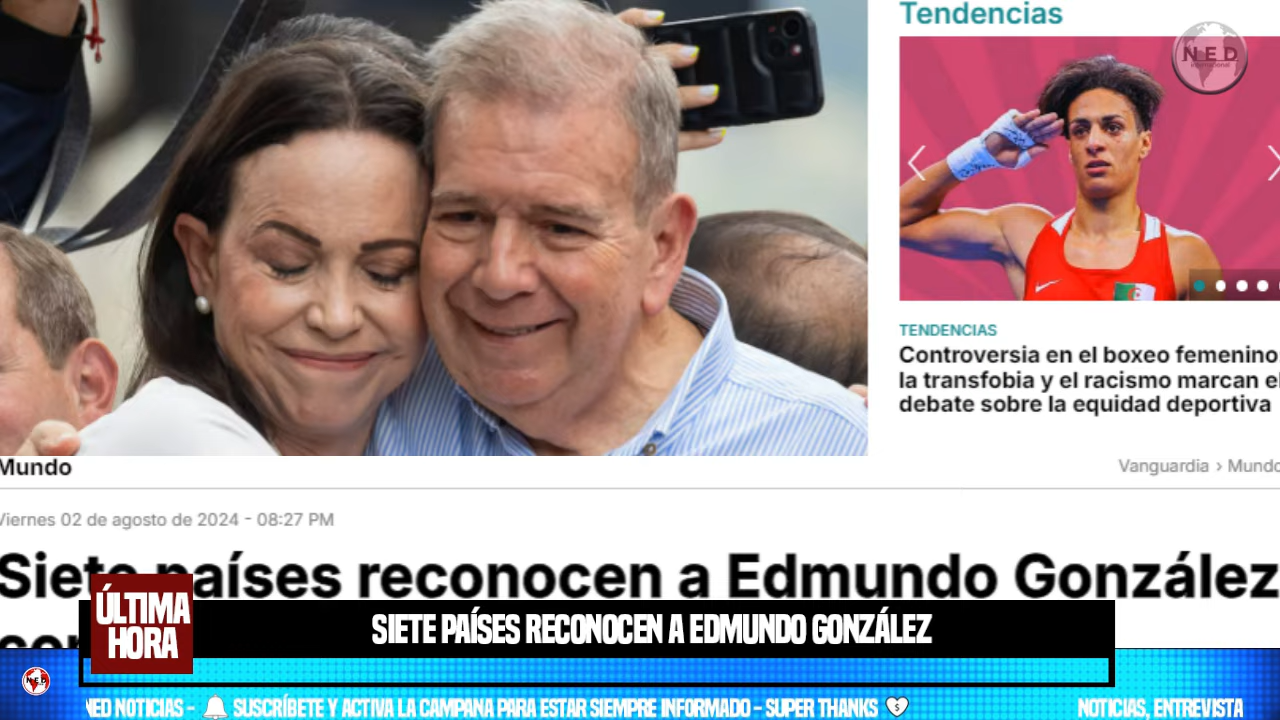 Tendencias
N E D
international
TENDENCIAS
Controversia en el boxeo femenino:
la transfobia y el racismo marcan el
debate sobre la equidad deportiva
Mundo
Vanguardia › Mundo
Viernes 02 de agosto de 2024 - 08:27 PM
Siete países reconocen a Edmundo González
ÚLTIMA
HORA
SIETE PAÍSES RECONOCEN A EDMUNDO GONZÁLEZ
NED
NED NOTICIAS - 🔔 SUSCRÍBETE Y ACTIVA LA CAMPANA PARA ESTAR SIEMPRE INFORMADO - SUPER THANKS
NOTICIAS, ENTREVISTA